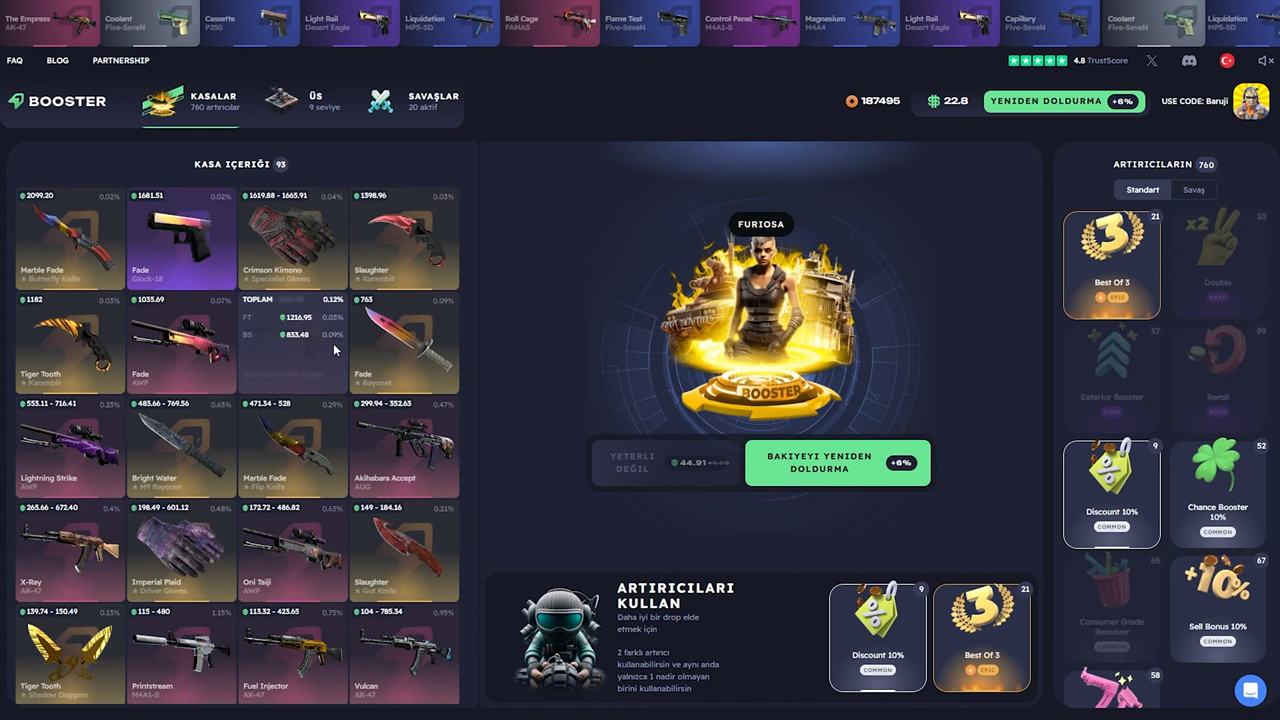 The Empress
AK-47
Coolant
Five-SeveN
Cassette
P250
Light Rail
Desert Eagle
Liquidation
MP5-SD
Roll Cage
FAMAS
Flame Test
Five-SeveN
Control Panel
M4A1-S
Magnesium
M4A4
Light Rail
Desert Eagle
Capillary
Five-SeveN
Coolant
Five-SeveN
Liquidation
MP5-SD
FAQ
BLOG
PARTNERSHIP
4.8 TrustScore
BOOSTER
KASALAR
760 artırıcılar
ÜS
9 seviye
SAVAŞLAR
20 aktif
187495
22.8
YENİDEN DOLDURMA +6%
USE CODE: Baruji
KASA İÇERİĞİ 93
2099.20 0.02%
Marble Fade
★ Butterfly Knife
1681.51 0.02%
Fade
Glock-18
1619.88 - 1665.91 0.04%
Crimson Kimono
★ Specialist Gloves
1398.96 0.03%
Slaughter
★ Karambit
1182 0.03%
Tiger Tooth
★ Karambit
1035.69 0.07%
Fade
AWP
TOPLAM 0.12%
FT 1216.95 0.03%
BS 833.48 0.09%
763 0.09%
Fade
★ Bayonet
0.23%
Lightning Strike
AWP
483.66 - 769.56 0.63%
Bright Water
★ M9 Bayonet
471.34 - 528 0.29%
Marble Fade
★ Flip Knife
299.94 - 352.63 0.47%
Akihabara Accept
AUG
265.66 - 672.40 0.4%
X-Ray
AK-47
198.49 - 601.12 0.48%
Imperial Plaid
★ Driver Gloves
172.72 - 486.82 0.63%
Oni Taiji
AWP
149 - 184.16 0.21%
Slaughter
★ Gut Knife
139.74 - 150.49 0.13%
Tiger Tooth
★ Shadow Daggers
115 - 480 1.15%
Printstream
M4A1-S
113.32 - 423.65 0.75%
Fuel Injector
AK-47
104 - 785.34 0.95%
Vulcan
AK-47
FURIOSA
BOOSTER
YETERLİ
DEĞİL
44.91
BAKİYEYİ YENİDEN
DOLDURMA
+6%
ARTIRICILARI
KULLAN
Daha iyi bir drop elde
etmek için
2 farklı artırıcı
kullanabilirsin ve aynı anda
yalnızca 1 nadir olmayan
birini kullanabilirsin
9
Discount 10%
COMMON
21
3
Best Of 3
EPIC
ARTIRICILARIN 760
Standart
Savaş
21
3
Best Of 3
EPIC
10
Double
RARE
57
Exterior Booster
RARE
59
Reroll
RARE
9
Discount 10%
COMMON
52
Chance Booster
10%
COMMON
65
Consumer Grade
Remover
COMMON
67
+10%
Sell Bonus 10%
COMMON
58